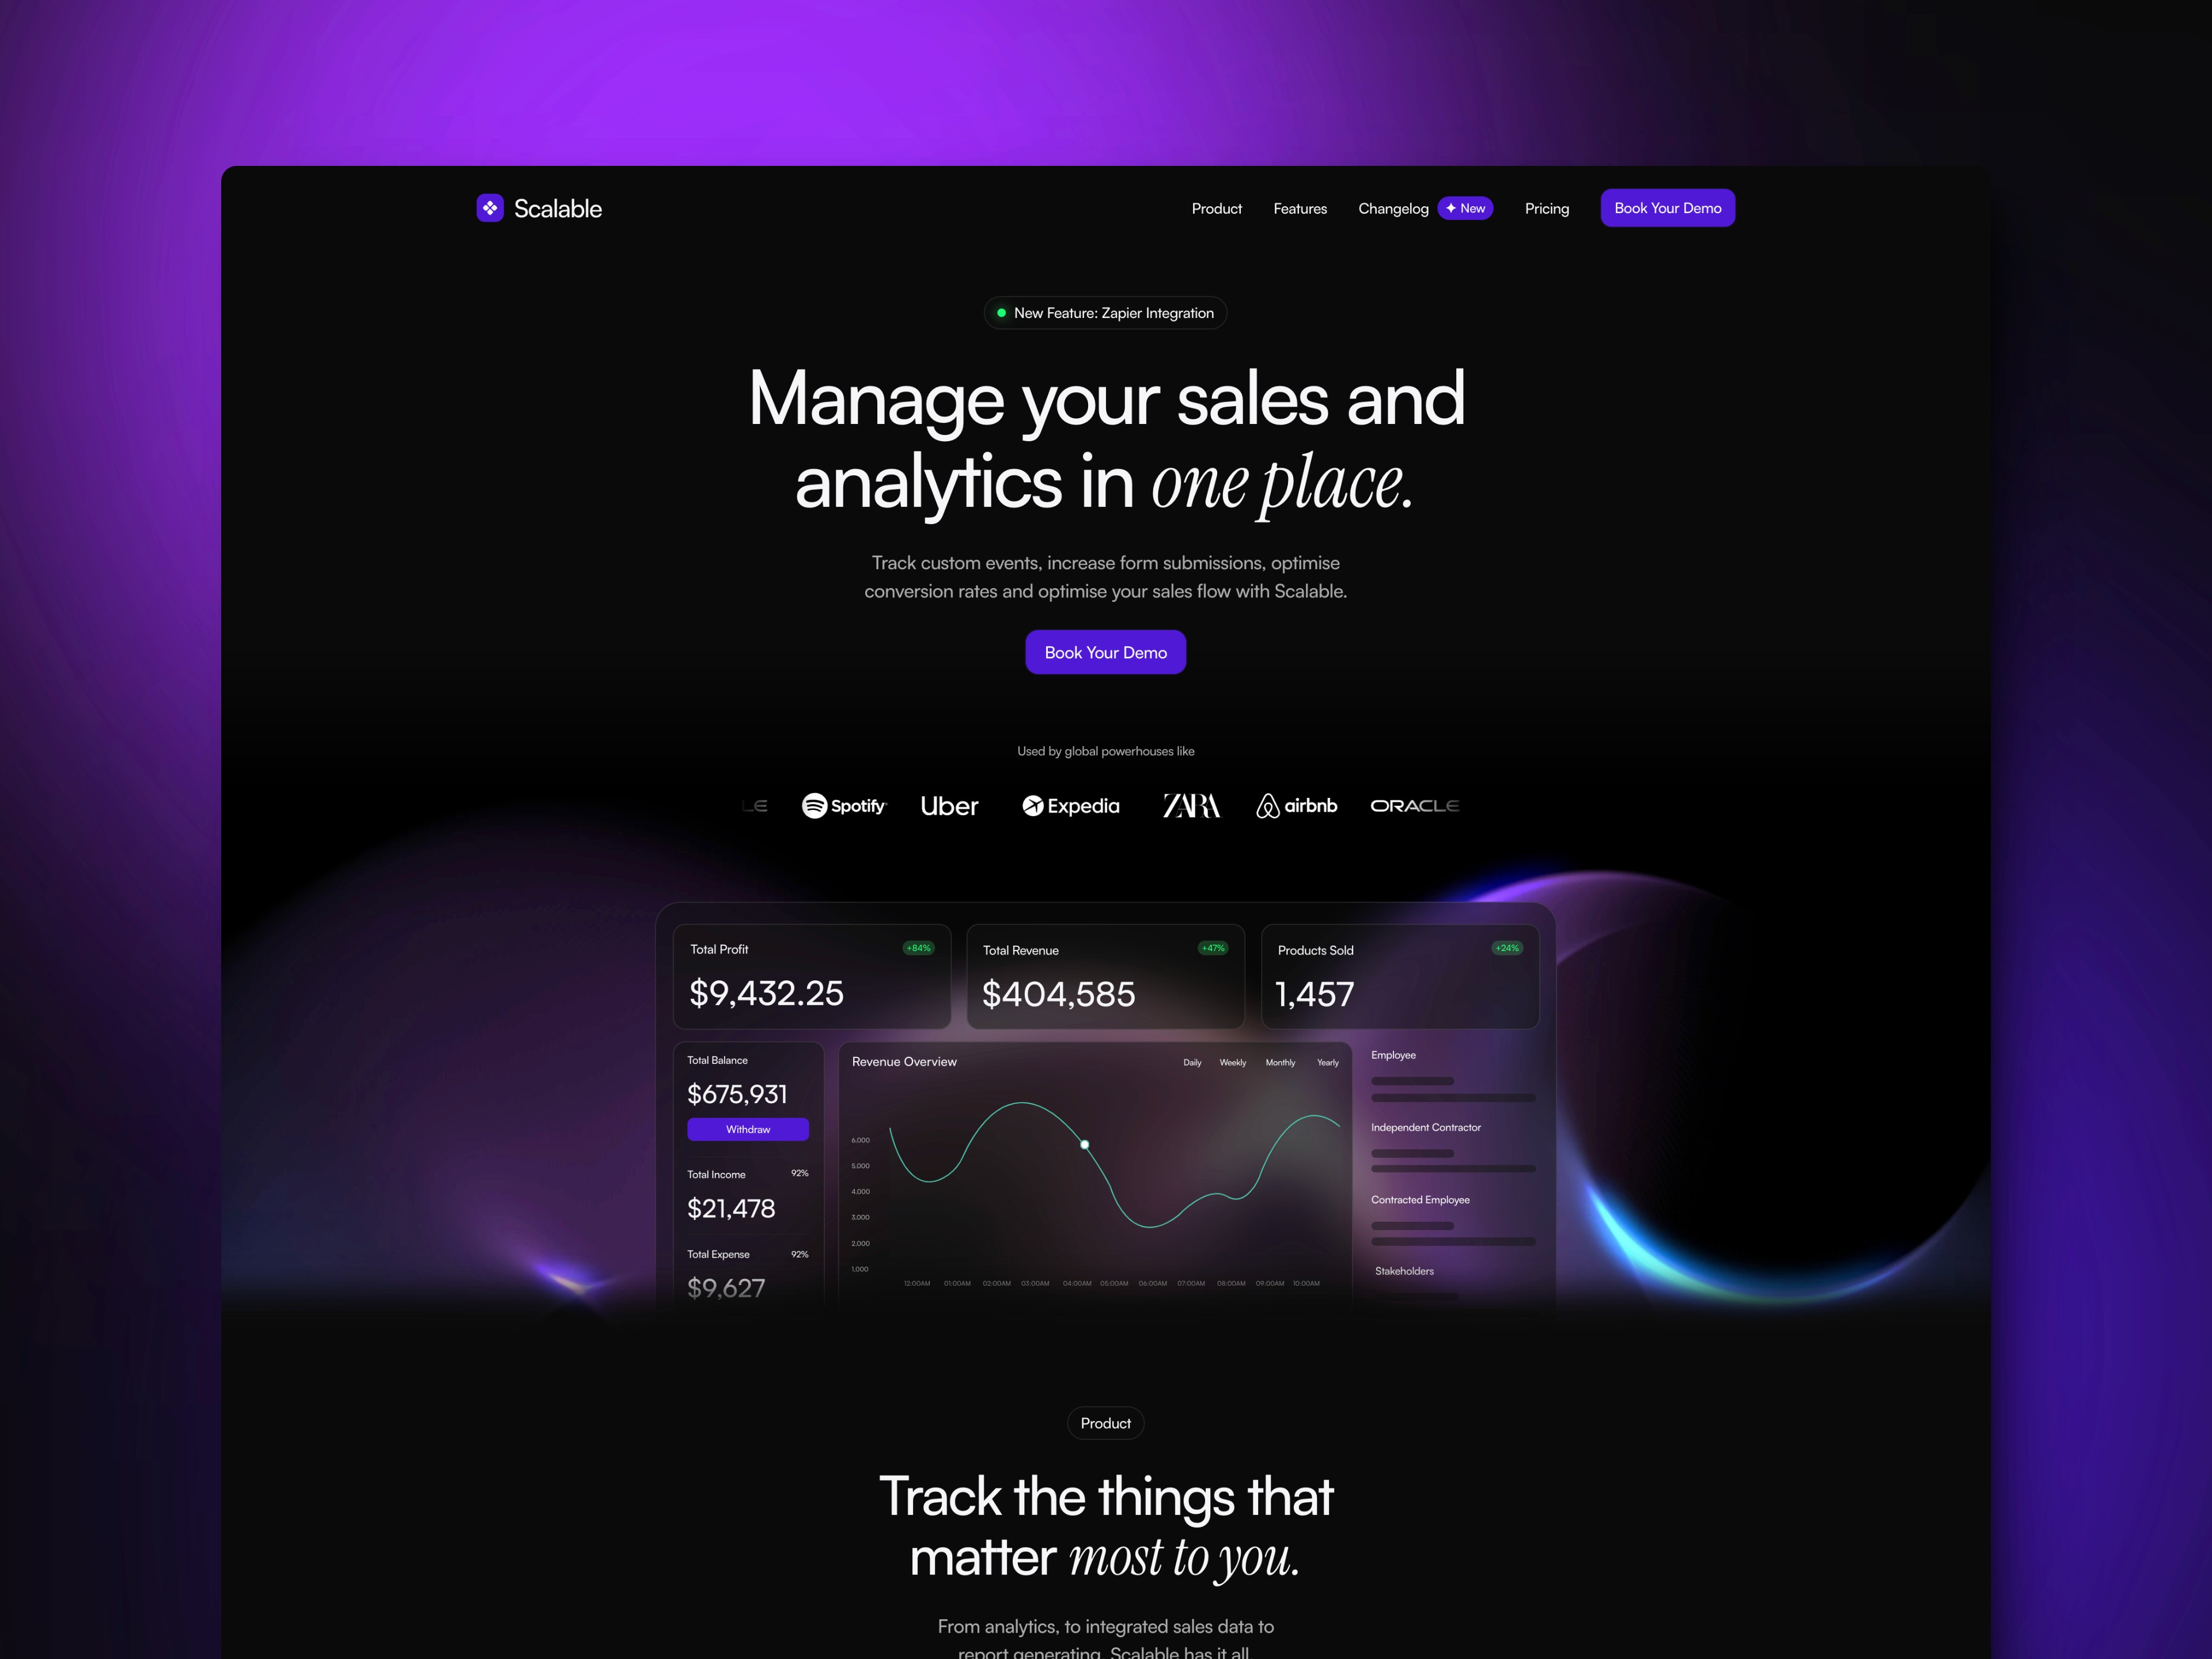 Scalable
Product Features Changelog New Pricing Book Your Demo
New Feature: Zapier Integration
Manage your sales and
analytics in one place.
Track custom events, increase form submissions, optimise
conversion rates and optimise your sales flow with Scalable.
Book Your Demo
Used by global powerhouses like
LE Spotify Uber Expedia ZARA airbnb ORACLE
Total Profit +84%
$9,432.25
Total Revenue +47%
$404,585
Products Sold +24%
1,457
Total Balance
$675,931
Withdraw
Total Income 92%
$21,478
Total Expense 92%
$9,627
Revenue Overview Daily Weekly Monthly Yearly
6.000
5.000
4.000
3.000
2.000
1.000
12:00AM 01:00AM 02:00AM 03:00AM 04:00AM 05:00AM 06:00AM 07:00AM 08:00AM 09:00AM 10:00AM
Employee
Independent Contractor
Contracted Employee
Stakeholders
Product
Track the things that
matter most to you.
From analytics, to integrated sales data to
report generating, Scalable has it all